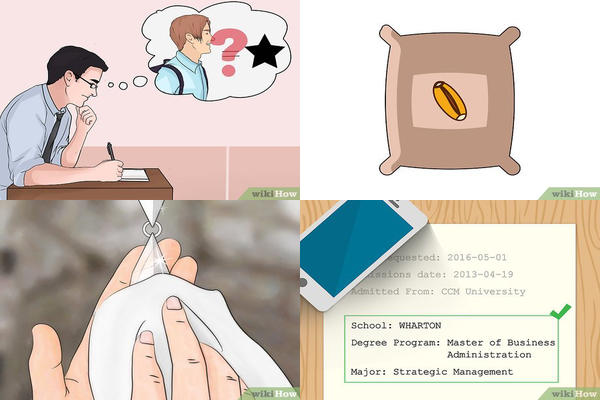 ?
wikiHow
wikiHow
wikiHow
requested: 2016-05-01
issions date: 2013-04-19
Admitted From: CCM University
School: WHARTON
Degree Program: Master of Business
Administration
Major: Strategic Management
wikiHow